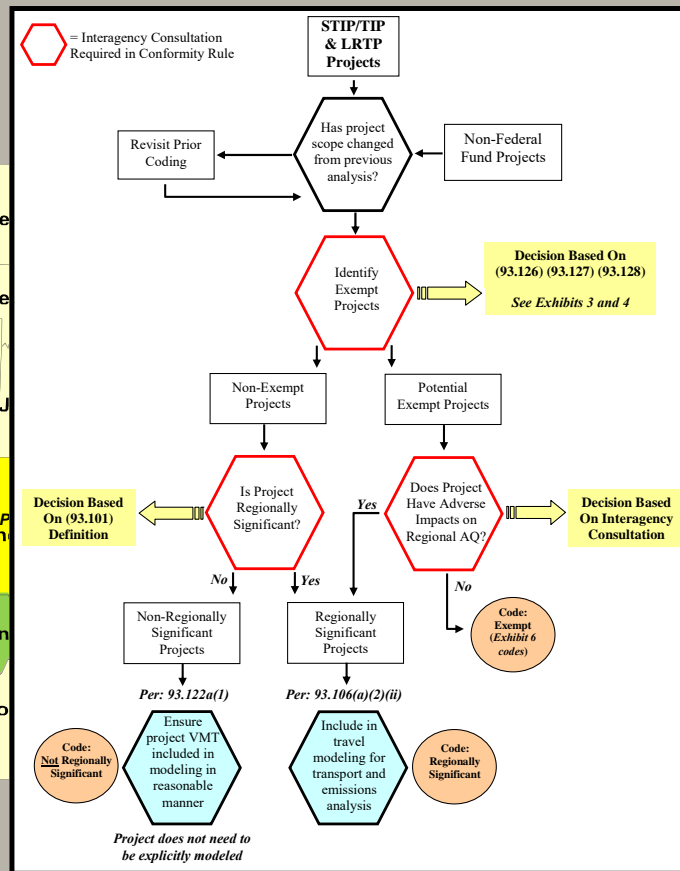 = Interagency Consultation
Required in Conformity Rule
STIP/TIP
& LRTP
Projects
Has project
scope changed
from previous
analysis?
Revisit Prior
Coding
Non-Federal
Fund Projects
Identify
Exempt
Projects
Decision Based On
(93.126) (93.127) (93.128)
See Exhibits 3 and 4
Non-Exempt
Projects
Potential
Exempt Projects
Decision Based
On (93.101)
Definition
Is Project
Regionally
Significant?
Yes
Does Project
Have Adverse
Impacts on
Regional AQ?
Decision Based
On Interagency
Consultation
No
Yes
No
Non-Regionally
Significant
Projects
Regionally
Significant
Projects
Code:
Exempt
(Exhibit 6
codes)
Per: 93.122a(1)
Per: 93.106(a)(2)(ii)
Code:
Not Regionally
Significant
Ensure
project VMT
included in
modeling in
reasonable
manner
Include in
travel
modeling for
transport and
emissions
analysis
Code:
Regionally
Significant
Project does not need to
be explicitly modeled